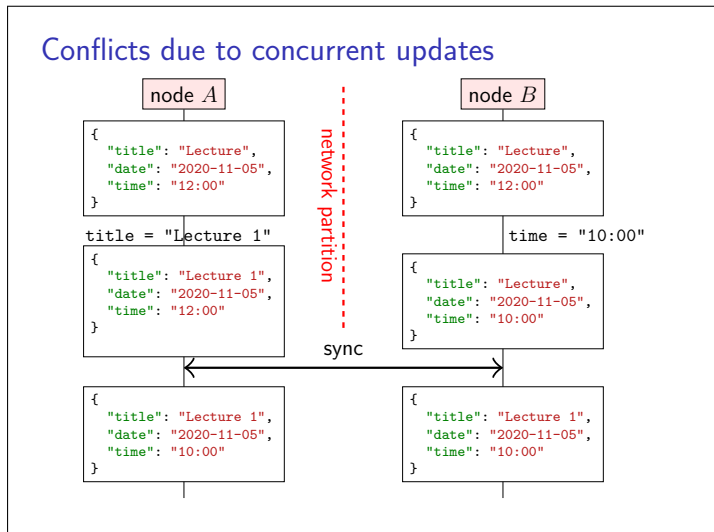 Conflicts due to concurrent updates
node A
node B
network partition
{
"title": "Lecture",
"date": "2020-11-05",
"time": "12:00"
}
{
"title": "Lecture",
"date": "2020-11-05",
"time": "12:00"
}
title = "Lecture 1"
time = "10:00"
{
"title": "Lecture 1",
"date": "2020-11-05",
"time": "12:00"
}
{
"title": "Lecture",
"date": "2020-11-05",
"time": "10:00"
}
sync
{
"title": "Lecture 1",
"date": "2020-11-05",
"time": "10:00"
}
{
"title": "Lecture 1",
"date": "2020-11-05",
"time": "10:00"
}